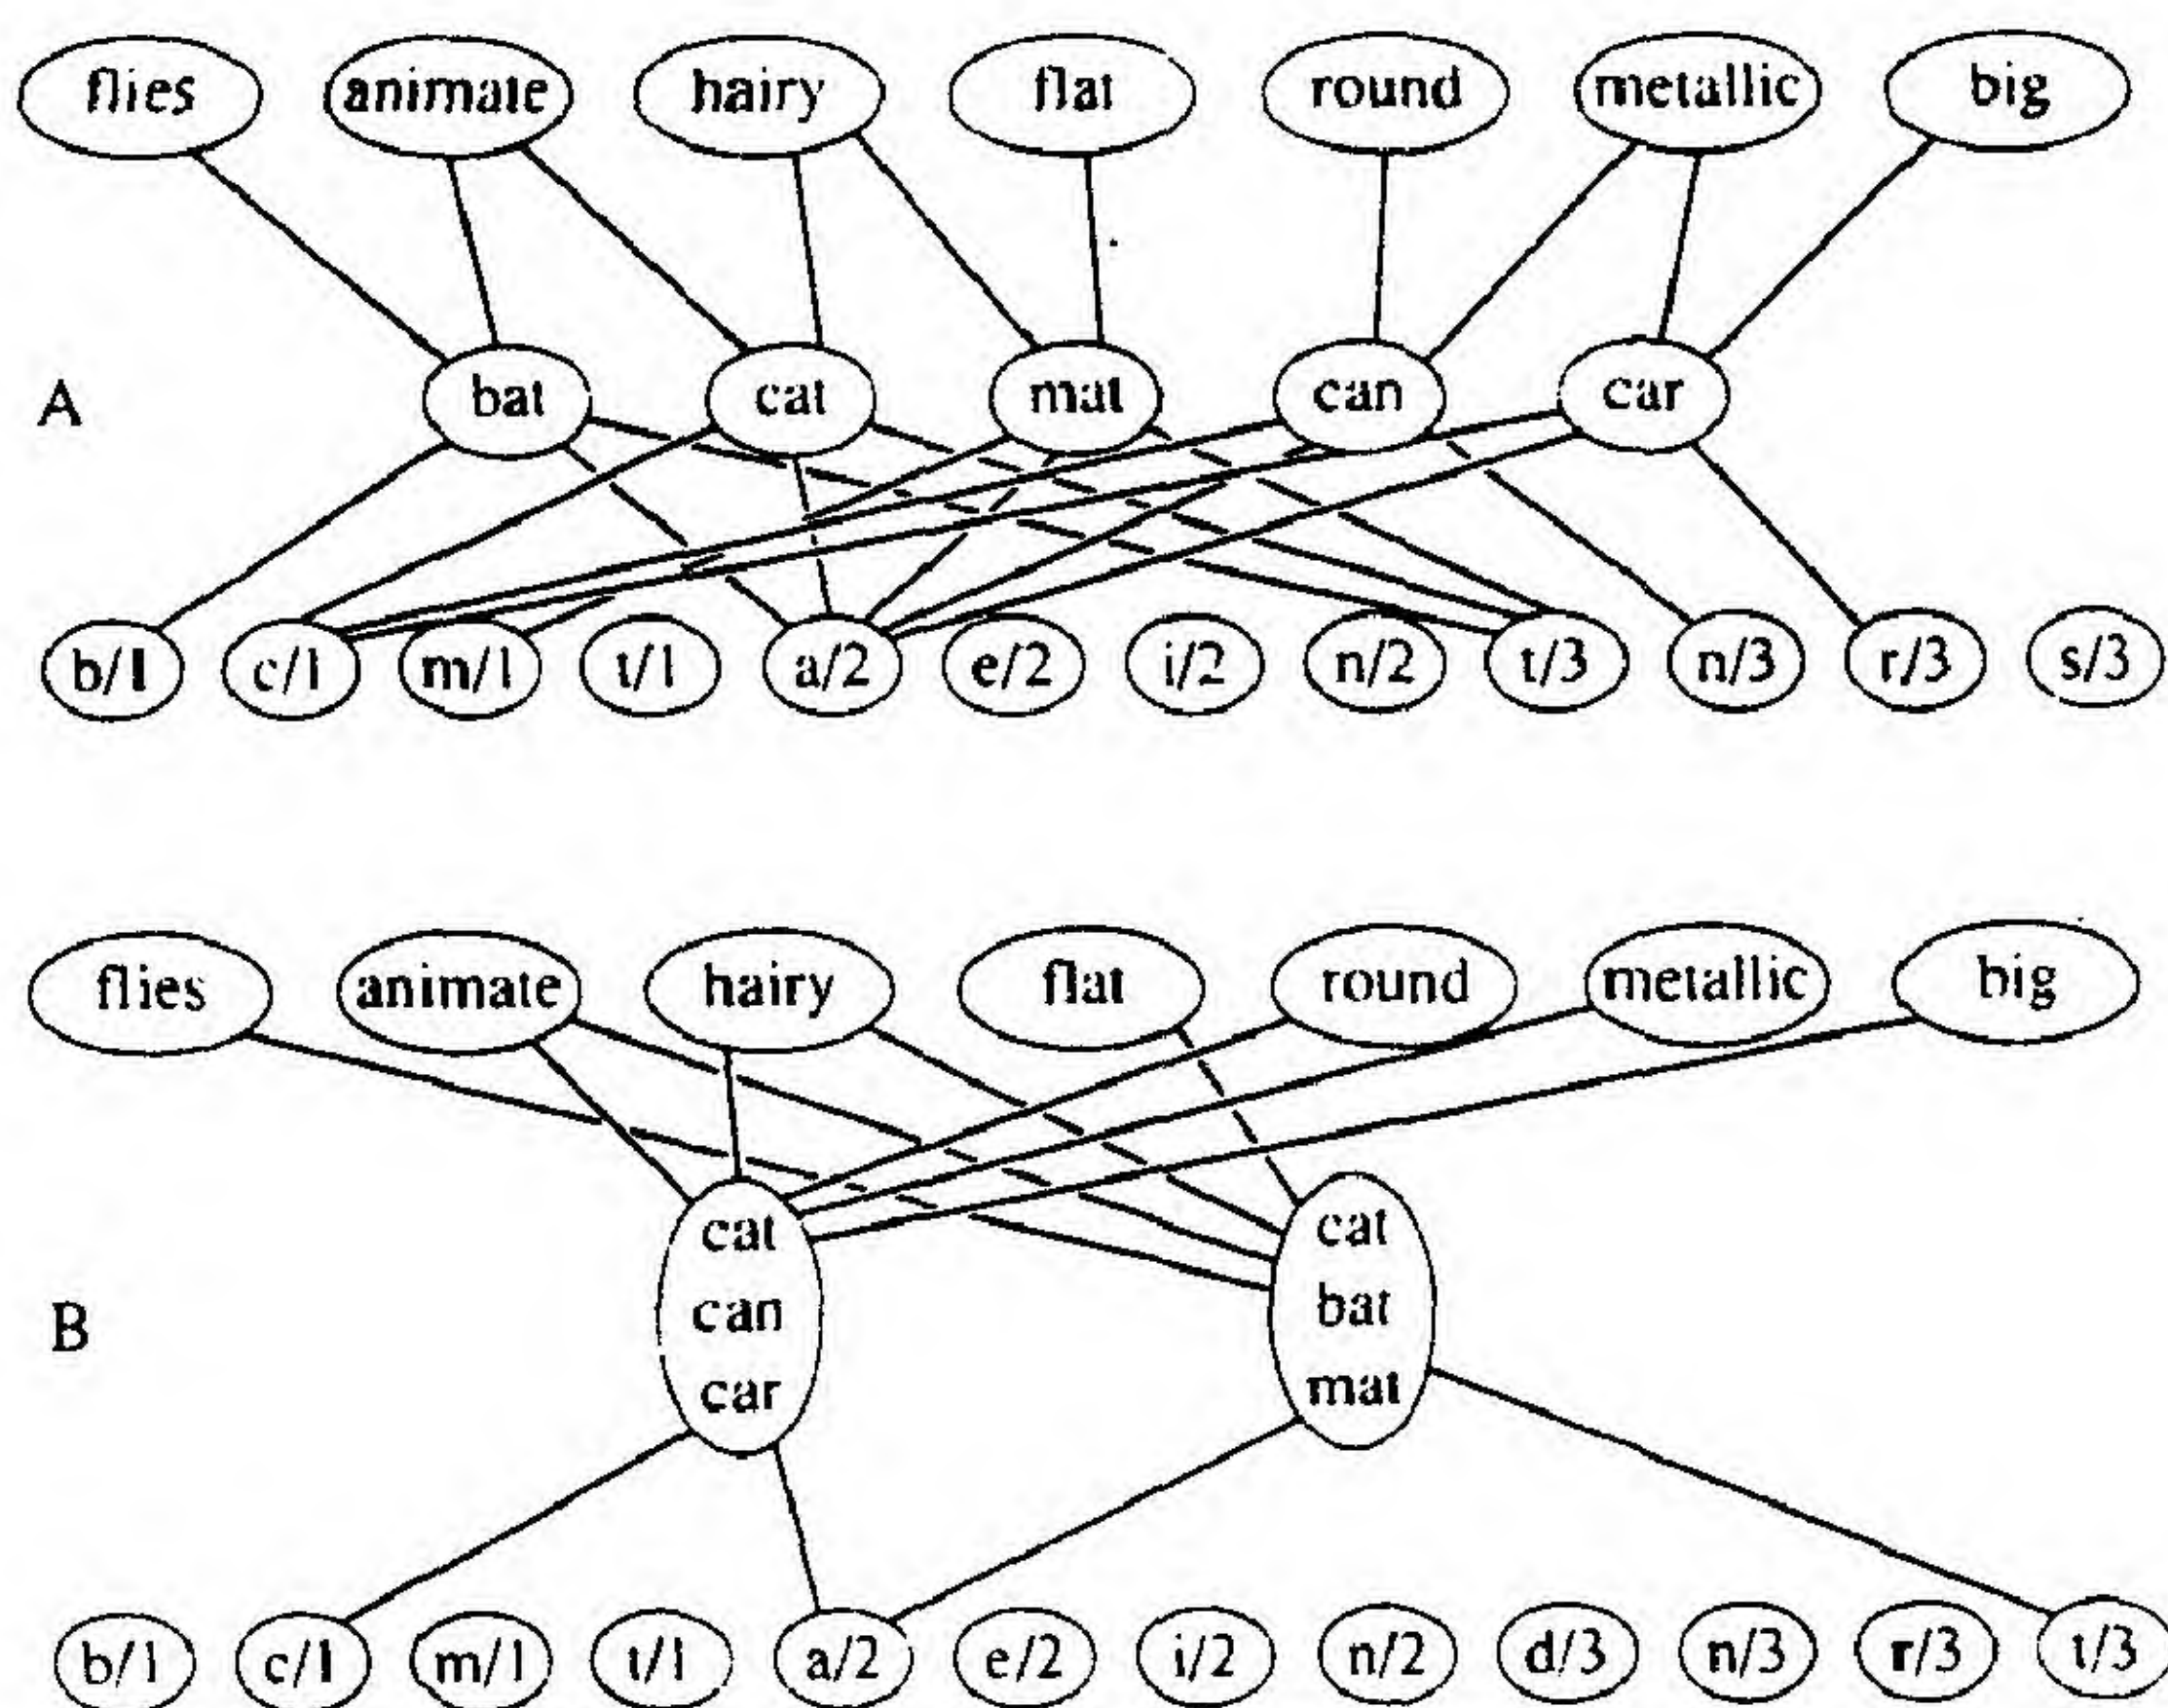 flies animate hairy flat round metallic big
A bat cat mat can car
b/1 c/1 m/1 t/1 a/2 e/2 i/2 n/2 t/3 n/3 r/3 s/3
flies animate hairy flat round metallic big
cat cat
B can bat
car mat
b/1 c/1 m/1 t/1 a/2 e/2 i/2 n/2 d/3 n/3 r/3 t/3